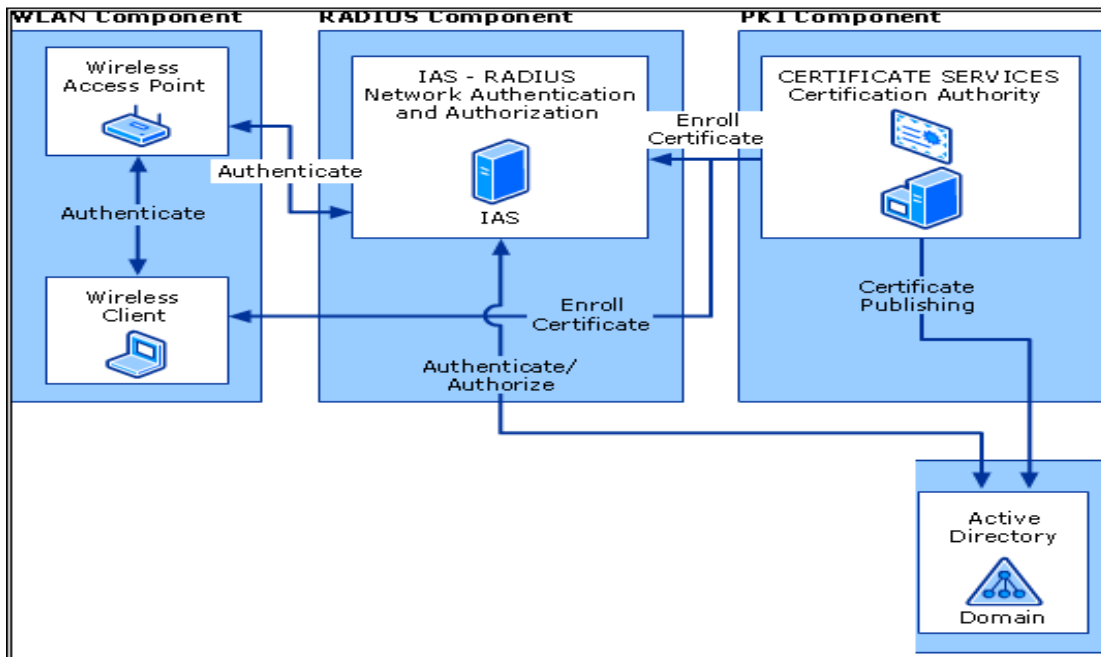 WLAN Component
RADIUS Component
PKI Component
Wireless
Access Point
IAS - RADIUS
Network Authentication
and Authorization
IAS
CERTIFICATE SERVICES
Certification Authority
Enroll
Certificate
Authenticate
Authenticate
Wireless
Client
Enroll
Certificate
Certificate
Publishing
Authenticate/
Authorize
Active
Directory
Domain